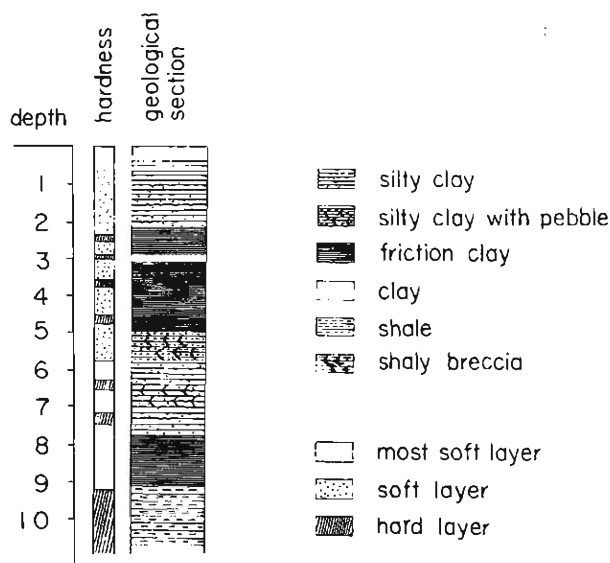 depth
hardness
geological
section
1
2
3
4
5
6
7
8
9
10
silty clay
silty clay with pebble
friction clay
clay
shale
shaly breccia
most soft layer
soft layer
hard layer